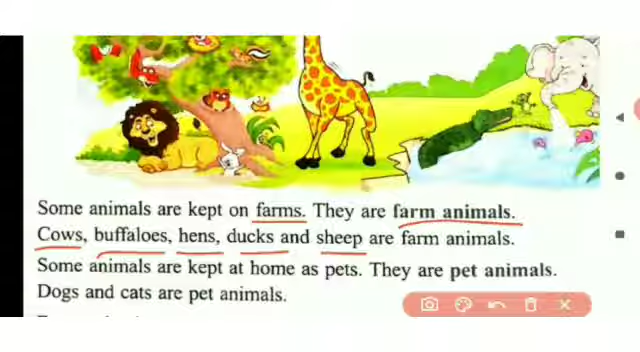 Some animals are kept on farms. They are farm animals.
Cows, buffaloes, hens, ducks and sheep are farm animals.
Some animals are kept at home as pets. They are pet animals.
Dogs and cats are pet animals.